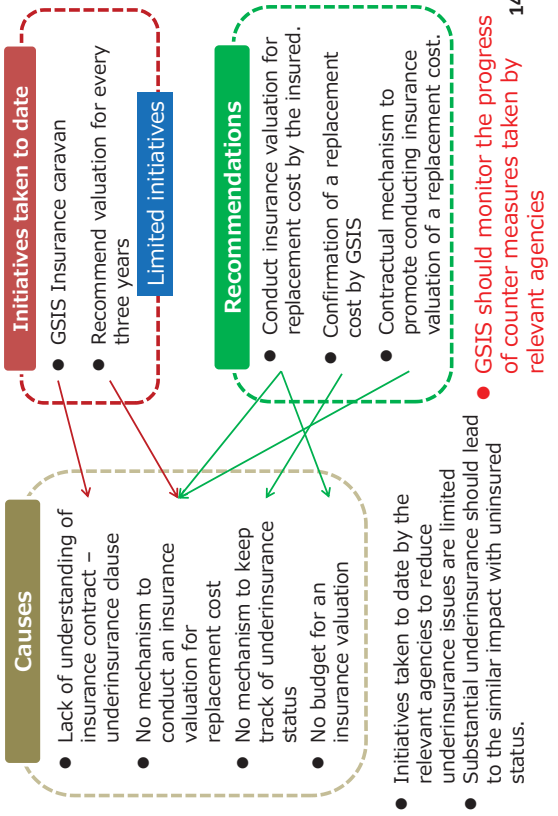 Causes
● Lack of understanding of
insurance contract –
underinsurance clause
● No mechanism to
conduct an insurance
valuation for
replacement cost
● No mechanism to keep
track of underinsurance
status
● No budget for an
insurance valuation
Initiatives taken to date
● GSIS Insurance caravan
● Recommend valuation for every
three years
Limited initiatives
Recommendations
● Conduct insurance valuation for
replacement cost by the insured.
● Confirmation of a replacement
cost by GSIS
● Contractual mechanism to
promote conducting insurance
valuation of a replacement cost.
● Initiatives taken to date by the
relevant agencies to reduce
underinsurance issues are limited
● Substantial underinsurance should lead
to the similar impact with uninsured
status.
● GSIS should monitor the progress
of counter measures taken by
relevant agencies